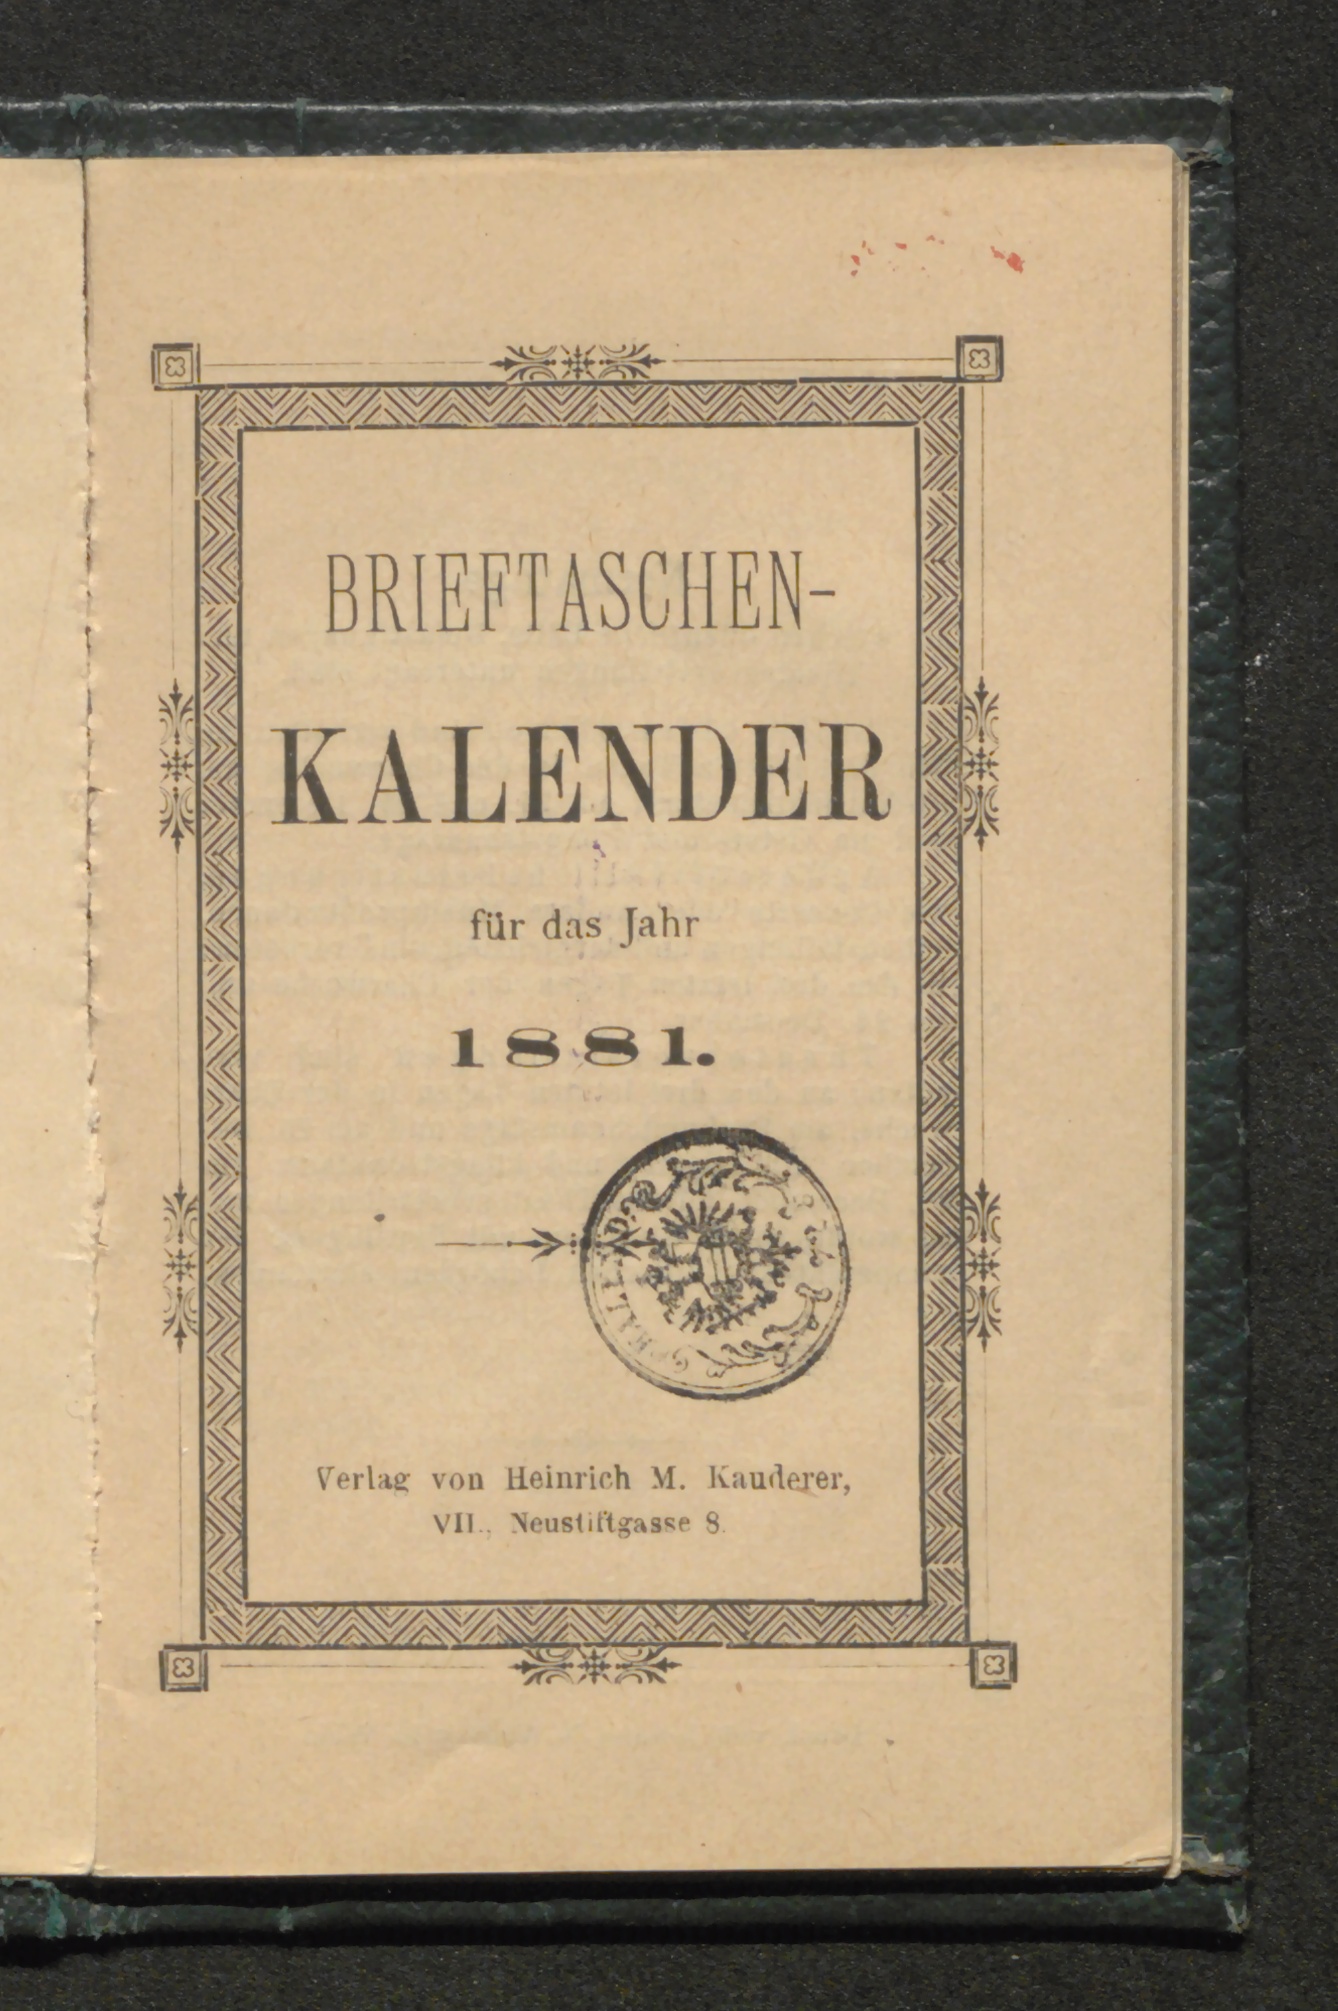 BRIEFTASCHEN-
KALENDER
für das Jahr
1881.
Verlag von Heinrich M. Kauderer,
VII., Neustiftgasse 8.